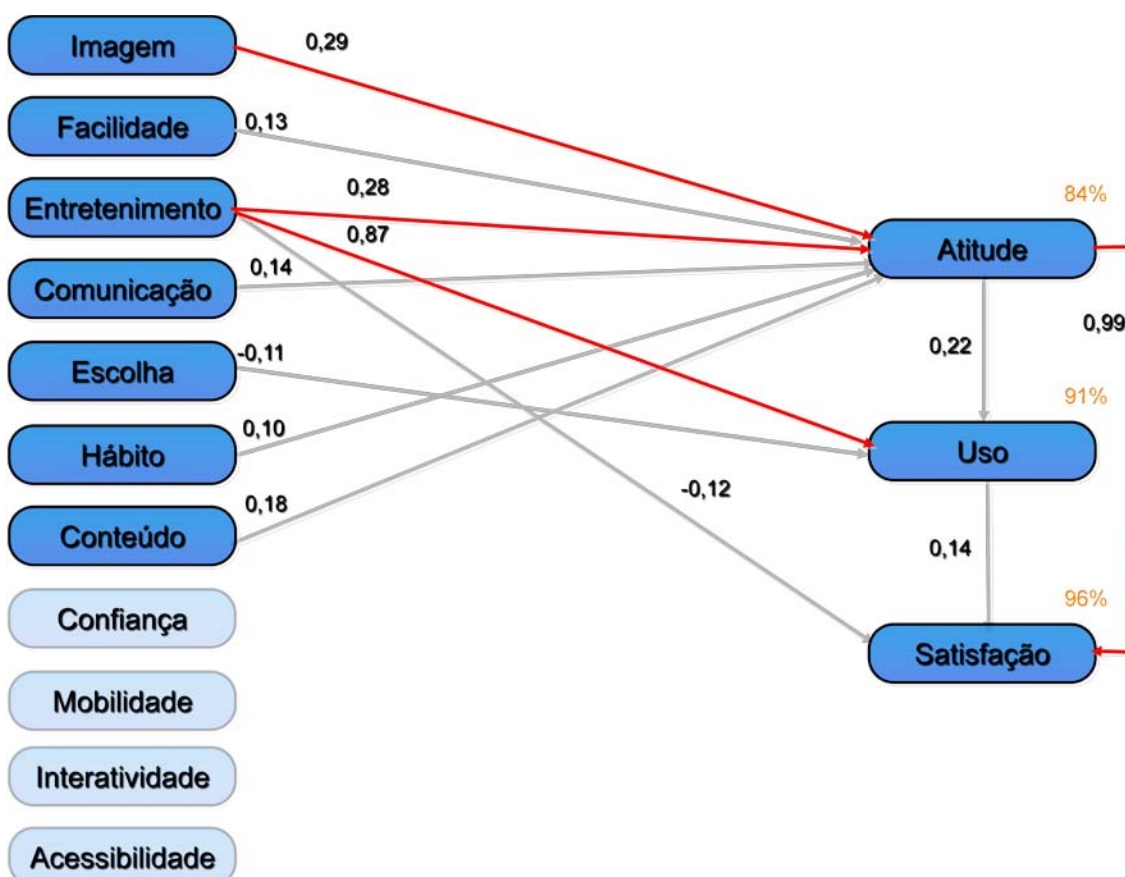 Imagem
0,29
Facilidade
0,13
84%
Entretenimento
0,28
0,87
Atitude
Comunicação
0,14
0,99
0,22
Escolha
-0,11
91%
Hábito
0,10
Uso
-0,12
Conteúdo
0,18
0,14
96%
Confiança
Satisfação
Mobilidade
Interatividade
Acessibilidade